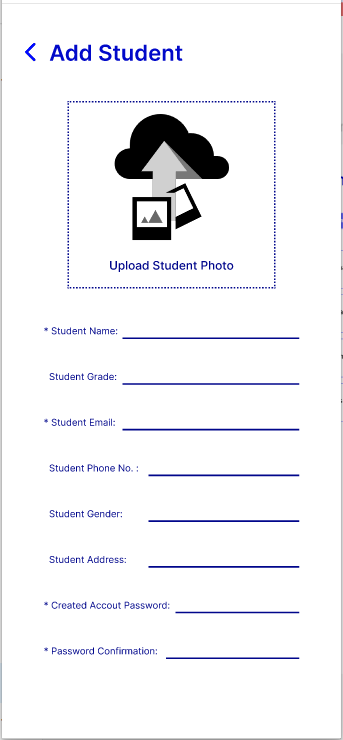 Add Student
Upload Student Photo
* Student Name:
Student Grade:
* Student Email:
Student Phone No. :
Student Gender:
Student Address:
* Created Accout Password:
* Password Confirmation: